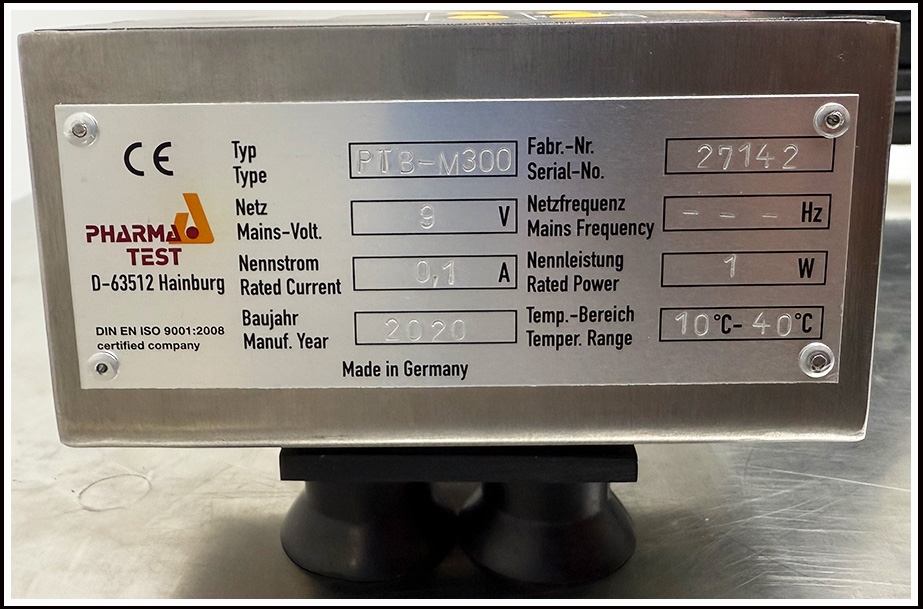 CE
PHARMA
TEST
D-63512 Hainburg
DIN EN ISO 9001:2008
certified company
Typ
Type
PTB-M300
Fabr.-Nr.
Serial-No.
27142
Netz
Mains-Volt.
9 V
Netzfrequenz
Mains Frequency
--- Hz
Nennstrom
Rated Current
0,1 A
Nennleistung
Rated Power
1 W
Baujahr
Manuf. Year
2020
Temp.-Bereich
Temper. Range
10°C- 40°C
Made in Germany